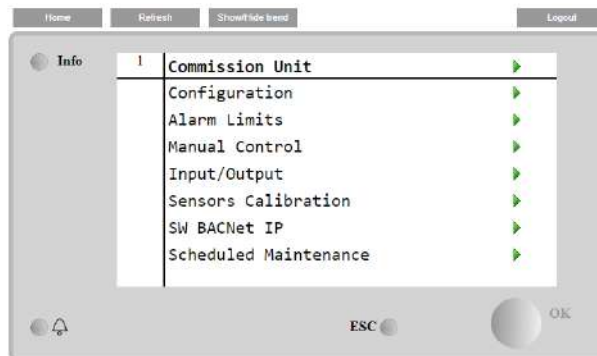 Home Refresh Show/Hide trend Logout
Info
1 Commission Unit
Configuration
Alarm Limits
Manual Control
Input/Output
Sensors Calibration
SW BACNet IP
Scheduled Maintenance
ESC
OK